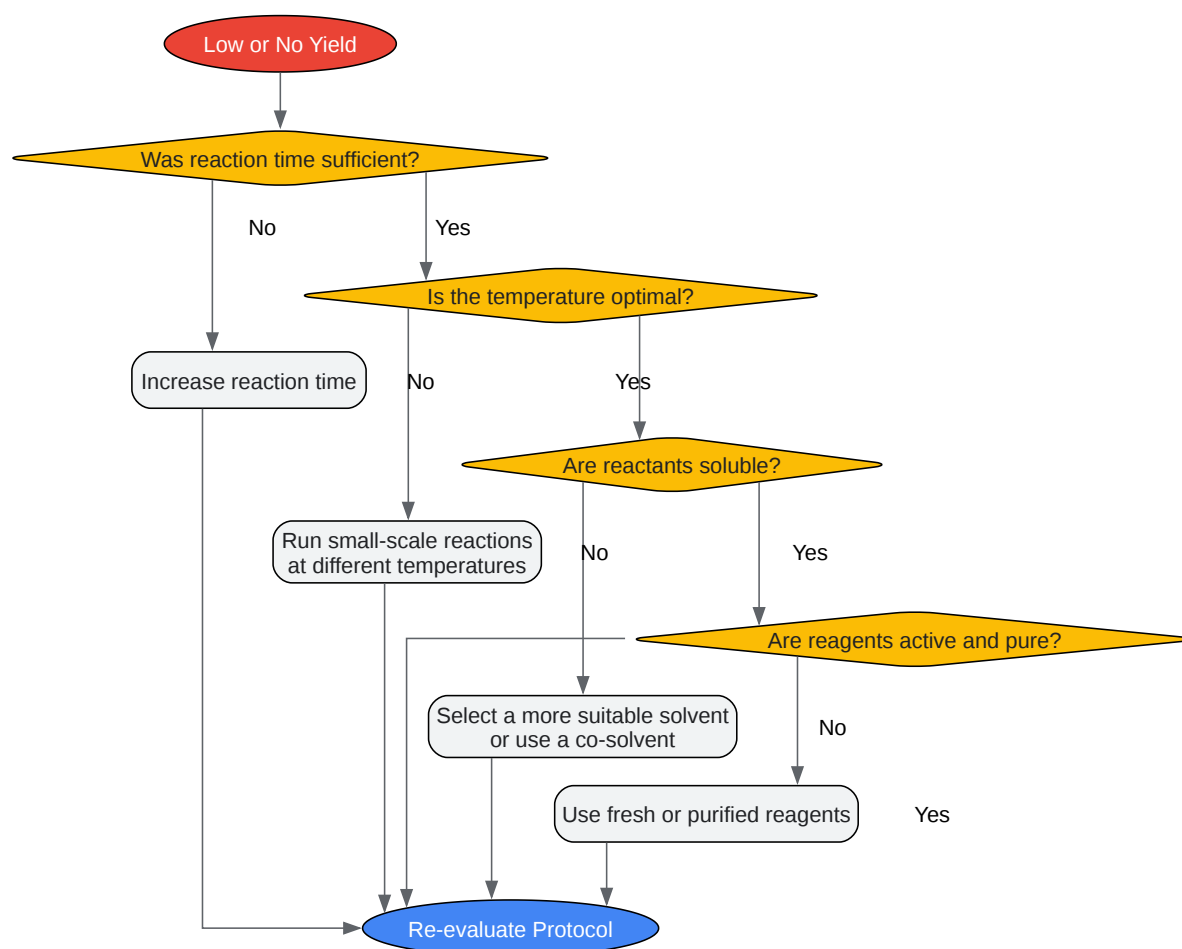 Low or No Yield
Was reaction time sufficient?
No
Yes
Is the temperature optimal?
Increase reaction time
No
Yes
Are reactants soluble?
Run small-scale reactions
at different temperatures
No
Yes
Are reagents active and pure?
Select a more suitable solvent
or use a co-solvent
No
Use fresh or purified reagents
Yes
Re-evaluate Protocol